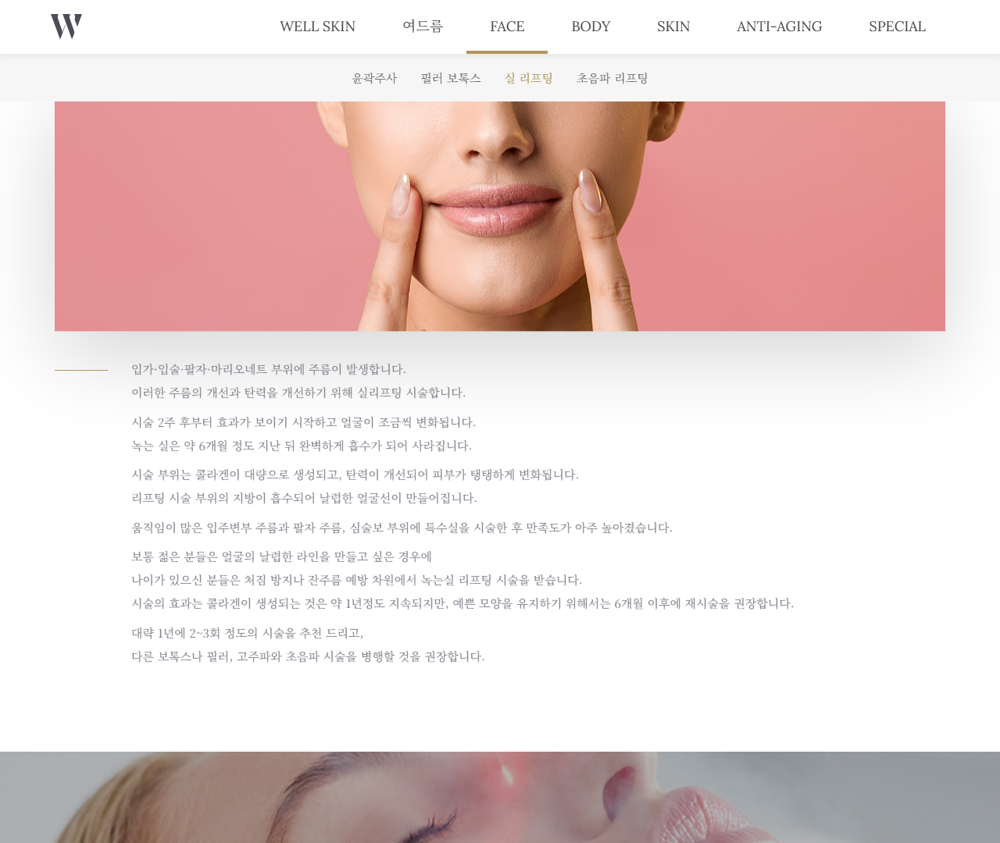 W
WELL SKIN 여드름 FACE BODY SKIN ANTI-AGING SPECIAL
윤곽주사 필러 보톡스 실 리프팅 초음파 리프팅
입가·입술·팔자·마리오네트 부위에 주름이 발생합니다.
이러한 주름의 개선과 탄력을 개선하기 위해 실리프팅 시술합니다.
시술 2주 후부터 효과가 보이기 시작하고 얼굴이 조금씩 변화됩니다.
녹는 실은 약 6개월 정도 지난 뒤 완벽하게 흡수가 되어 사라집니다.
시술 부위는 콜라겐이 대량으로 생성되고, 탄력이 개선되어 피부가 탱탱하게 변화됩니다.
리프팅 시술 부위의 지방이 흡수되어 날렵한 얼굴선이 만들어집니다.
움직임이 많은 입주변부 주름과 팔자 주름, 심술보 부위에 특수실을 시술한 후 만족도가 아주 높아졌습니다.
보통 젊은 분들은 얼굴의 날렵한 라인을 만들고 싶은 경우에
나이가 있으신 분들은 처짐 방지나 잔주름 예방 차원에서 녹는실 리프팅 시술을 받습니다.
시술의 효과는 콜라겐이 생성되는 것은 약 1년정도 지속되지만, 예쁜 모양을 유지하기 위해서는 6개월 이후에 재시술을 권장합니다.
대략 1년에 2~3회 정도의 시술을 추천 드리고,
다른 보톡스나 필러, 고주파와 초음파 시술을 병행할 것을 권장합니다.